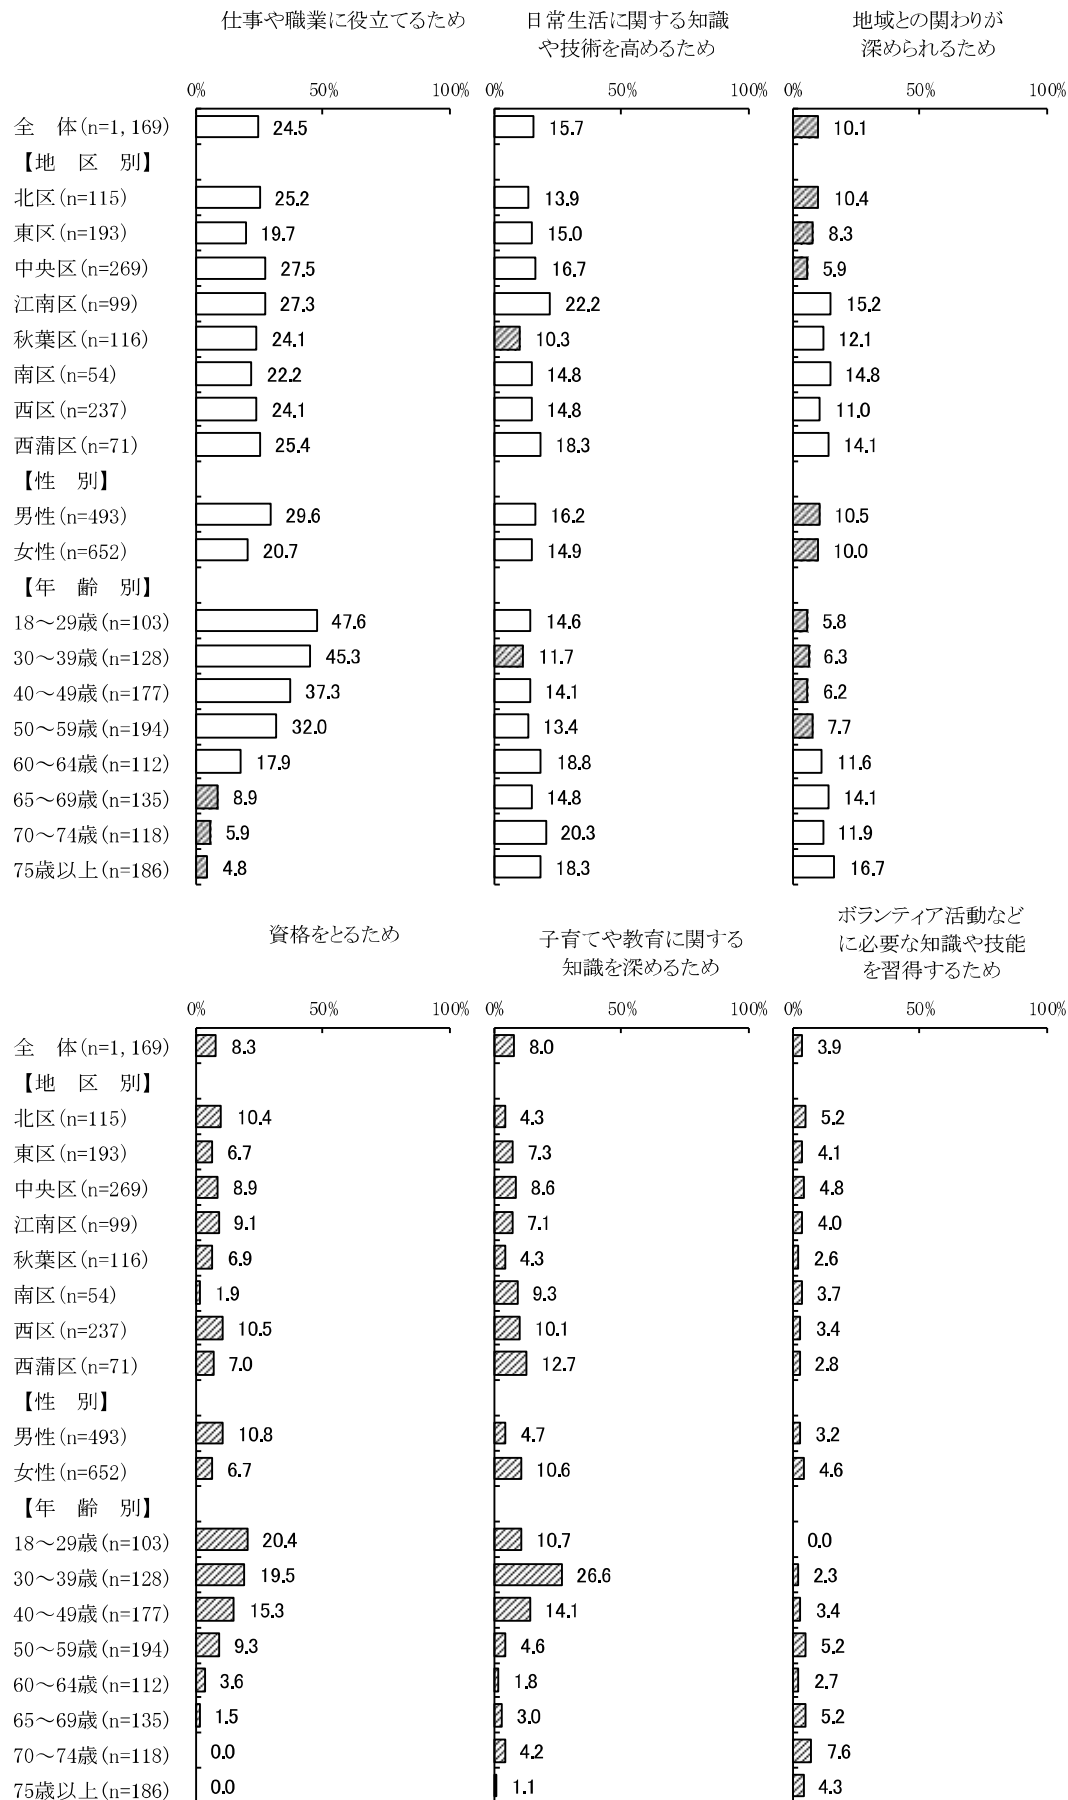 仕事や職業に役立てるため
日常生活に関する知識
や技術を高めるため
地域との関わりが
深められるため
0% 50% 100% 0% 50% 100% 0% 50% 100%
全　体(n=1,169) 24.5 15.7 10.1
【地　区　別】
北区(n=115) 25.2 13.9 10.4
東区(n=193) 19.7 15.0 8.3
中央区(n=269) 27.5 16.7 5.9
江南区(n=99) 27.3 22.2 15.2
秋葉区(n=116) 24.1 10.3 12.1
南区(n=54) 22.2 14.8 14.8
西区(n=237) 24.1 14.8 11.0
西蒲区(n=71) 25.4 18.3 14.1
【性　別】
男性(n=493) 29.6 16.2 10.5
女性(n=652) 20.7 14.9 10.0
【年　齢　別】
18～29歳(n=103) 47.6 14.6 5.8
30～39歳(n=128) 45.3 11.7 6.3
40～49歳(n=177) 37.3 14.1 6.2
50～59歳(n=194) 32.0 13.4 7.7
60～64歳(n=112) 17.9 18.8 11.6
65～69歳(n=135) 8.9 14.8 14.1
70～74歳(n=118) 5.9 20.3 11.9
75歳以上(n=186) 4.8 18.3 16.7
資格をとるため
子育てや教育に関する
知識を深めるため
ボランティア活動など
に必要な知識や技能
を習得するため
0% 50% 100% 0% 50% 100% 0% 50% 100%
全　体(n=1,169) 8.3 8.0 3.9
【地　区　別】
北区(n=115) 10.4 4.3 5.2
東区(n=193) 6.7 7.3 4.1
中央区(n=269) 8.9 8.6 4.8
江南区(n=99) 9.1 7.1 4.0
秋葉区(n=116) 6.9 4.3 2.6
南区(n=54) 1.9 9.3 3.7
西区(n=237) 10.5 10.1 3.4
西蒲区(n=71) 7.0 12.7 2.8
【性　別】
男性(n=493) 10.8 4.7 3.2
女性(n=652) 6.7 10.6 4.6
【年　齢　別】
18～29歳(n=103) 20.4 10.7 0.0
30～39歳(n=128) 19.5 26.6 2.3
40～49歳(n=177) 15.3 14.1 3.4
50～59歳(n=194) 9.3 4.6 5.2
60～64歳(n=112) 3.6 1.8 2.7
65～69歳(n=135) 1.5 3.0 5.2
70～74歳(n=118) 0.0 4.2 7.6
75歳以上(n=186) 0.0 1.1 4.3